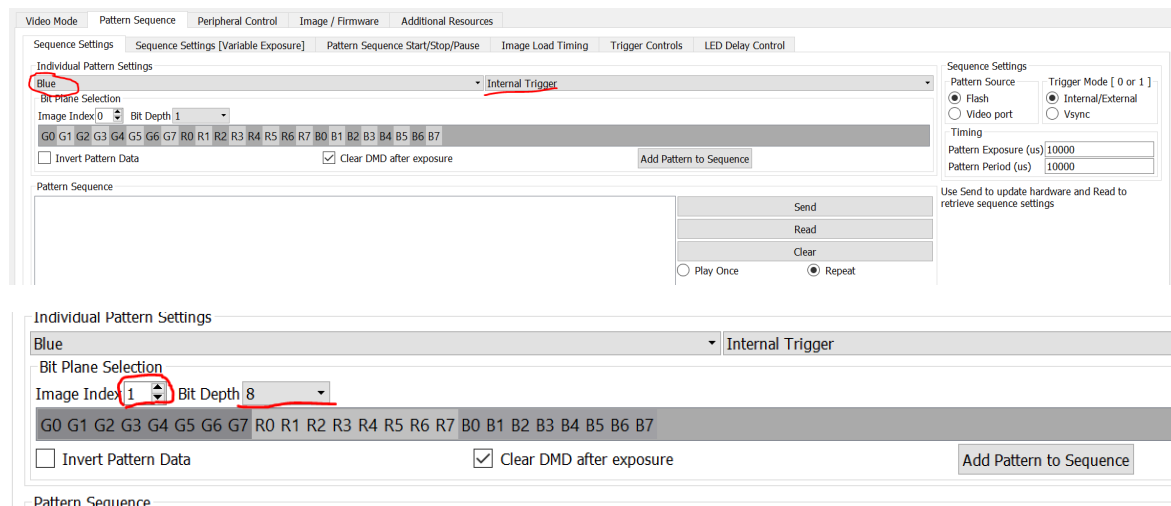 Video Mode Pattern Sequence Peripheral Control Image / Firmware Additional Resources
Sequence Settings Sequence Settings [Variable Exposure] Pattern Sequence Start/Stop/Pause Image Load Timing Trigger Controls LED Delay Control
Individual Pattern Settings
Blue Internal Trigger
Bit Plane Selection
Image Index 0 Bit Depth 1
G0 G1 G2 G3 G4 G5 G6 G7 R0 R1 R2 R3 R4 R5 R6 R7 B0 B1 B2 B3 B4 B5 B6 B7
Invert Pattern Data Clear DMD after exposure Add Pattern to Sequence
Pattern Sequence
Send
Read
Clear
Play Once Repeat
Sequence Settings
Pattern Source Trigger Mode [ 0 or 1 ]
Flash Internal/External
Video port Vsync
Timing
Pattern Exposure (us) 10000
Pattern Period (us) 10000
Use Send to update hardware and Read to
retrieve sequence settings
Individual Pattern Settings
Blue Internal Trigger
Bit Plane Selection
Image Index 1 Bit Depth 8
G0 G1 G2 G3 G4 G5 G6 G7 R0 R1 R2 R3 R4 R5 R6 R7 B0 B1 B2 B3 B4 B5 B6 B7
Invert Pattern Data Clear DMD after exposure Add Pattern to Sequence
Pattern Sequence